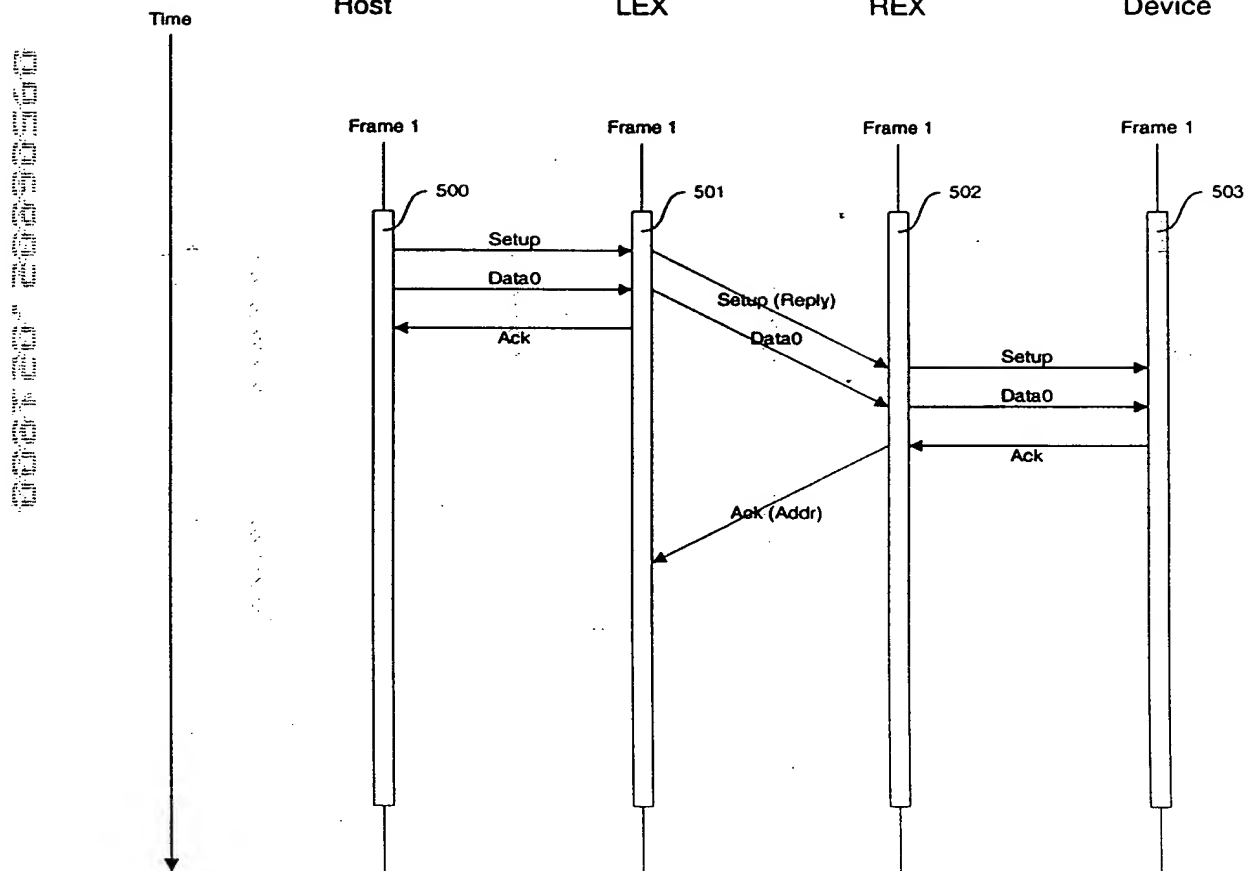 Time
Host LEX REX Device
Frame 1 Frame 1 Frame 1 Frame 1
500 501 502 503
Setup
Data0
Ack
Setup (Reply)
Data0
Setup
Data0
Ack
Ack (Addr)